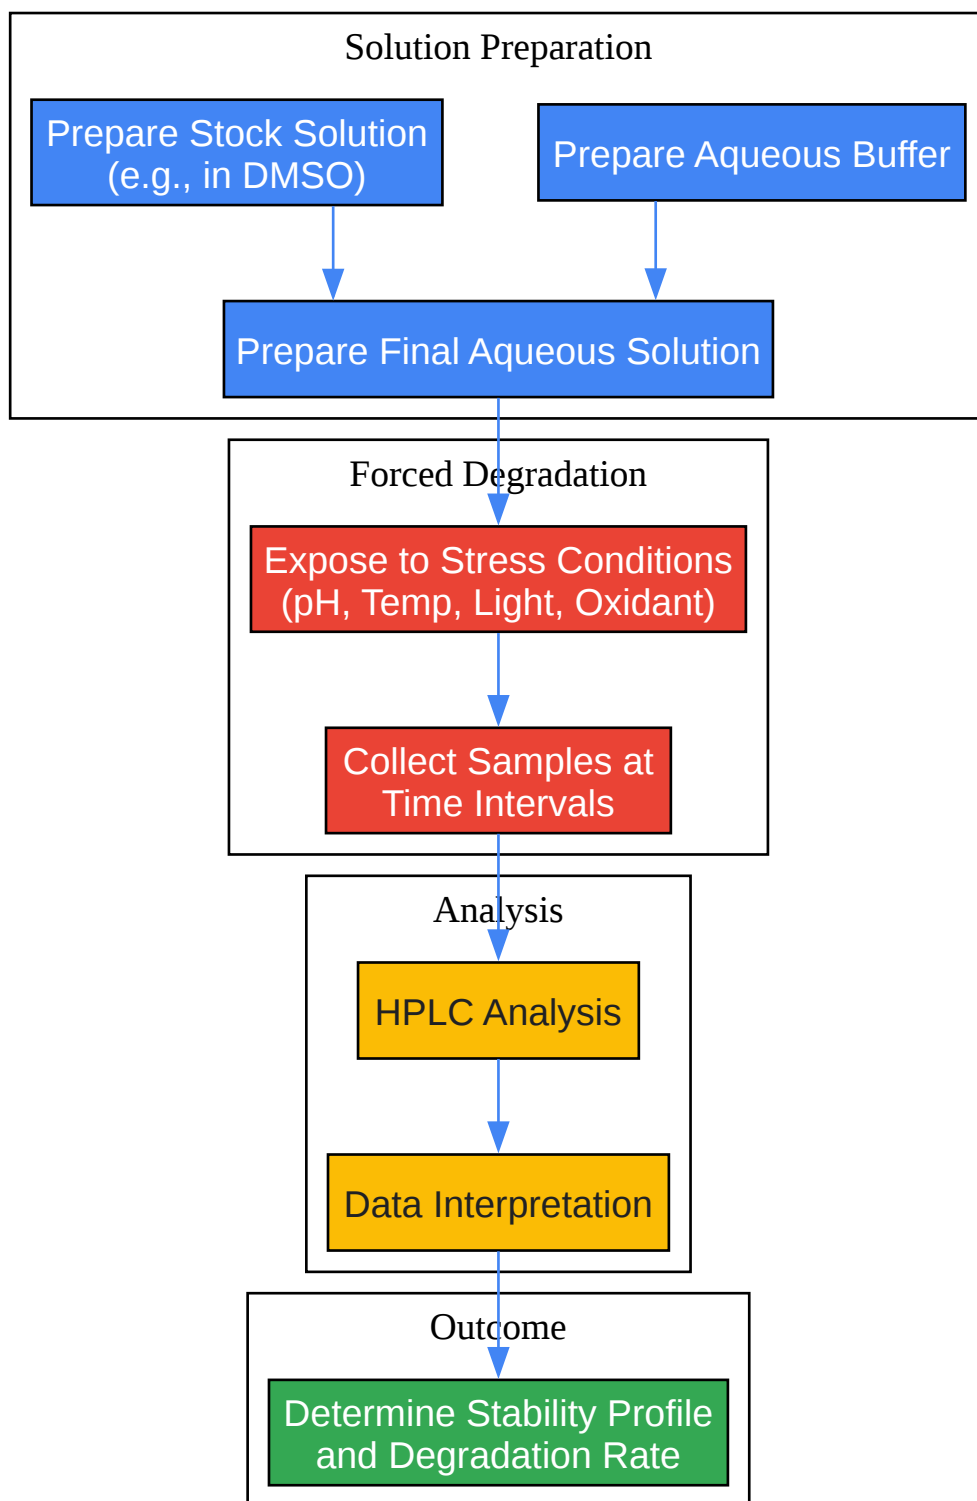 Solution Preparation
Prepare Stock Solution
(e.g., in DMSO)
Prepare Aqueous Buffer
Prepare Final Aqueous Solution
Forced Degradation
Expose to Stress Conditions
(pH, Temp, Light, Oxidant)
Collect Samples at
Time Intervals
Analysis
HPLC Analysis
Data Interpretation
Outcome
Determine Stability Profile
and Degradation Rate